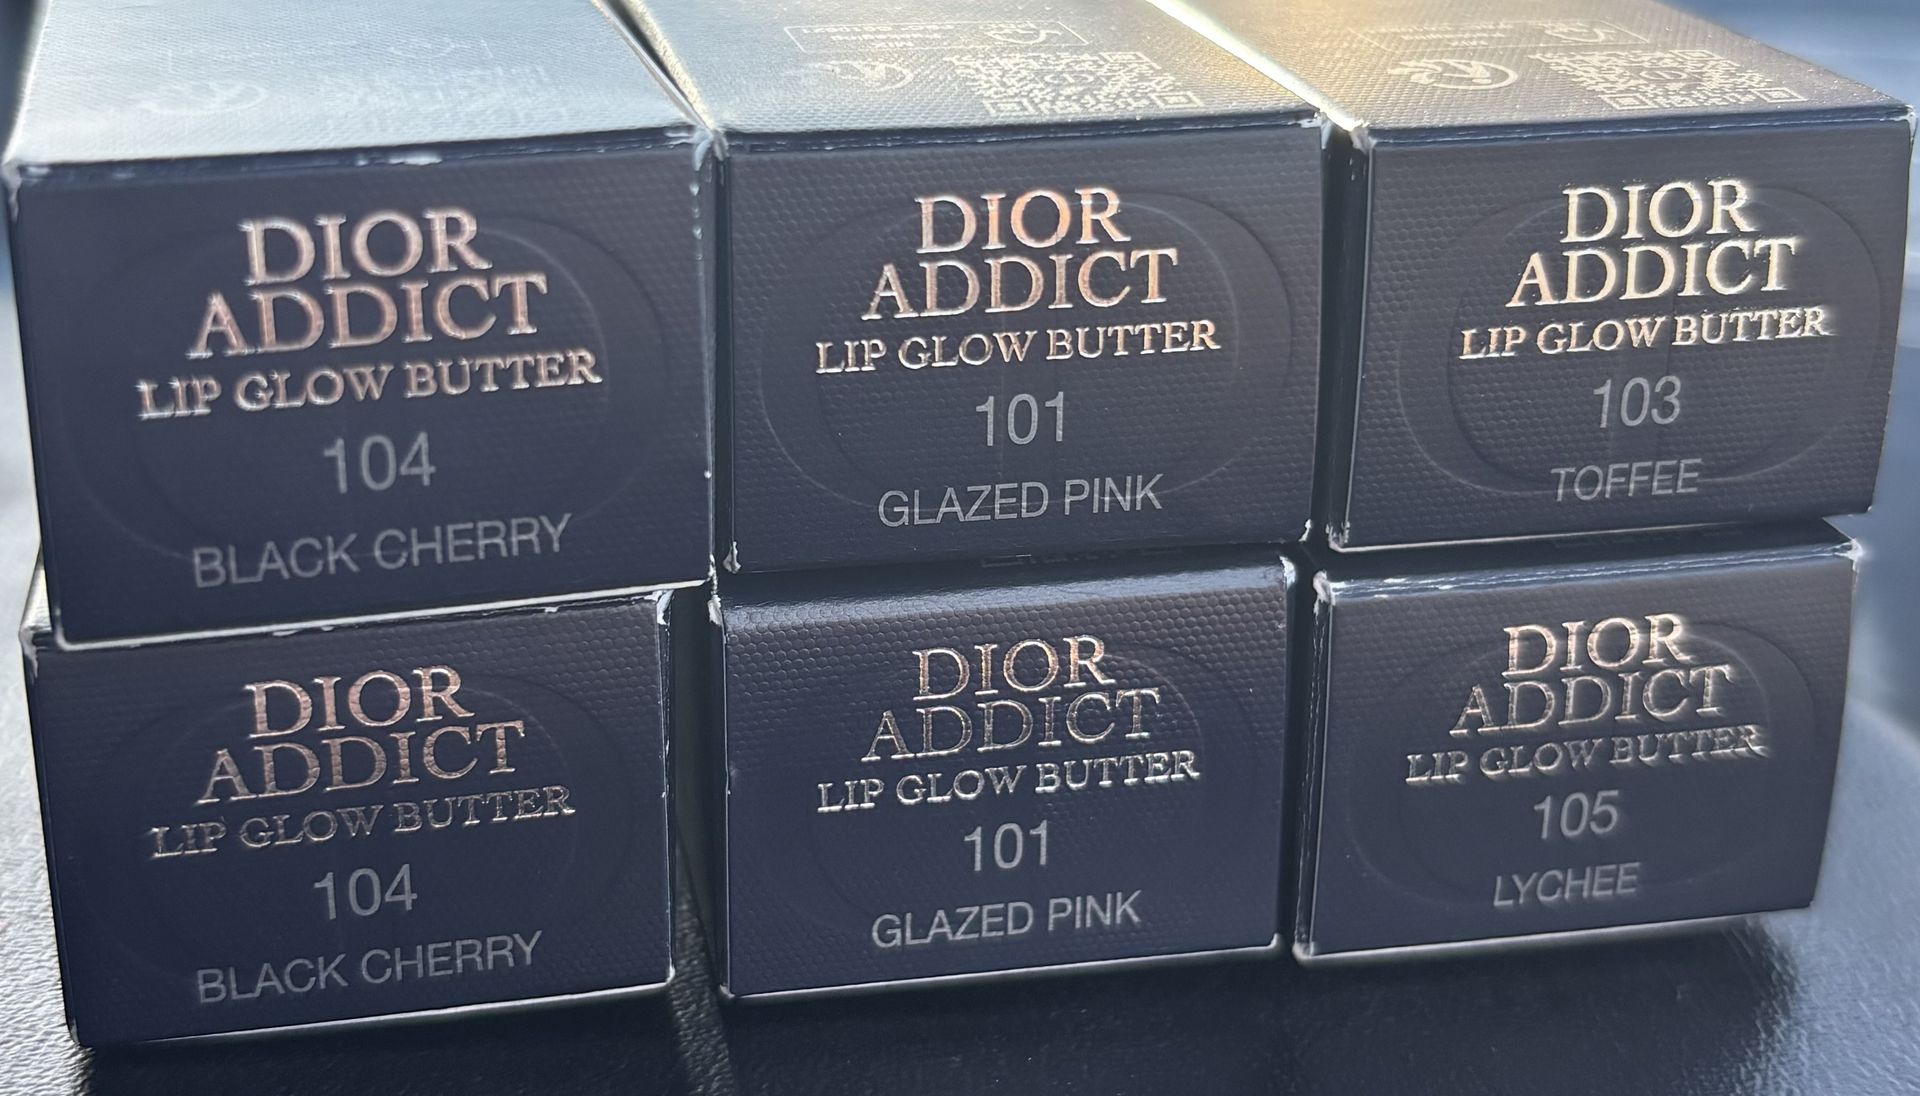 DIOR
ADDICT
LIP GLOW BUTTER
104
BLACK CHERRY
DIOR
ADDICT
LIP GLOW BUTTER
101
GLAZED PINK
DIOR
ADDICT
LIP GLOW BUTTER
103
TOFFEE
DIOR
ADDICT
LIP GLOW BUTTER
104
BLACK CHERRY
DIOR
ADDICT
LIP GLOW BUTTER
101
GLAZED PINK
DIOR
ADDICT
LIP GLOW BUTTER
105
LYCHEE